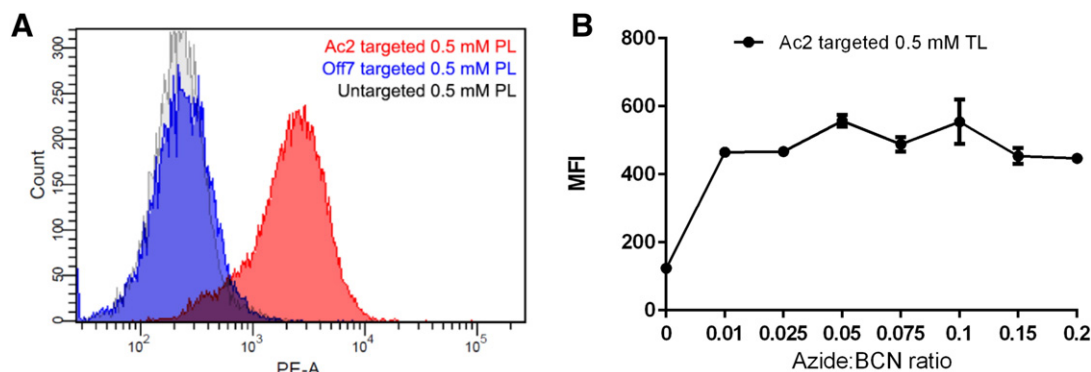 A
Ac2 targeted 0.5 mM PL
Off7 targeted 0.5 mM PL
Untargeted 0.5 mM PL
Count
300
250
200
150
100
50
0
10²
10³
10⁴
10⁵
PE-A
B
Ac2 targeted 0.5 mM TL
MFI
800
600
400
200
0
0 0.01 0.025 0.05 0.075 0.1 0.15 0.2
Azide:BCN ratio